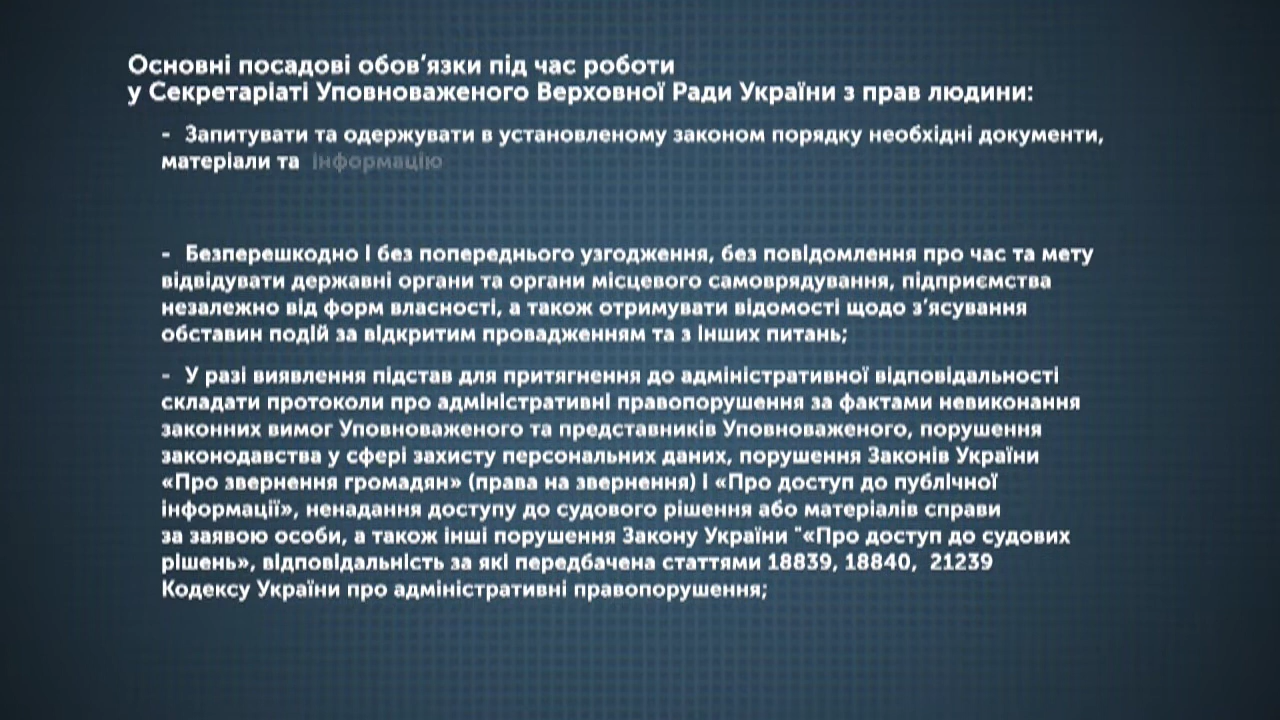 Основні посадові обов’язки під час роботи
у Секретаріаті Уповноваженого Верховної Ради України з прав людини:
- Запитувати та одержувати в установленому законом порядку необхідні документи,
матеріали та інформацію
- Безперешкодно і без попереднього узгодження, без повідомлення про час та мету
відвідувати державні органи та органи місцевого самоврядування, підприємства
незалежно від форм власності, а також отримувати відомості щодо з’ясування
обставин подій за відкритим провадженням та з інших питань;
- У разі виявлення підстав для притягнення до адміністративної відповідальності
складати протоколи про адміністративні правопорушення за фактами невиконання
законних вимог Уповноваженого та представників Уповноваженого, порушення
законодавства у сфері захисту персональних даних, порушення Законів України
«Про звернення громадян» (права на звернення) і «Про доступ до публічної
інформації», ненадання доступу до судового рішення або матеріалів справи
за заявою особи, а також інші порушення Закону України "«Про доступ до судових
рішень», відповідальність за які передбачена статтями 18839, 18840, 21239
Кодексу України про адміністративні правопорушення;